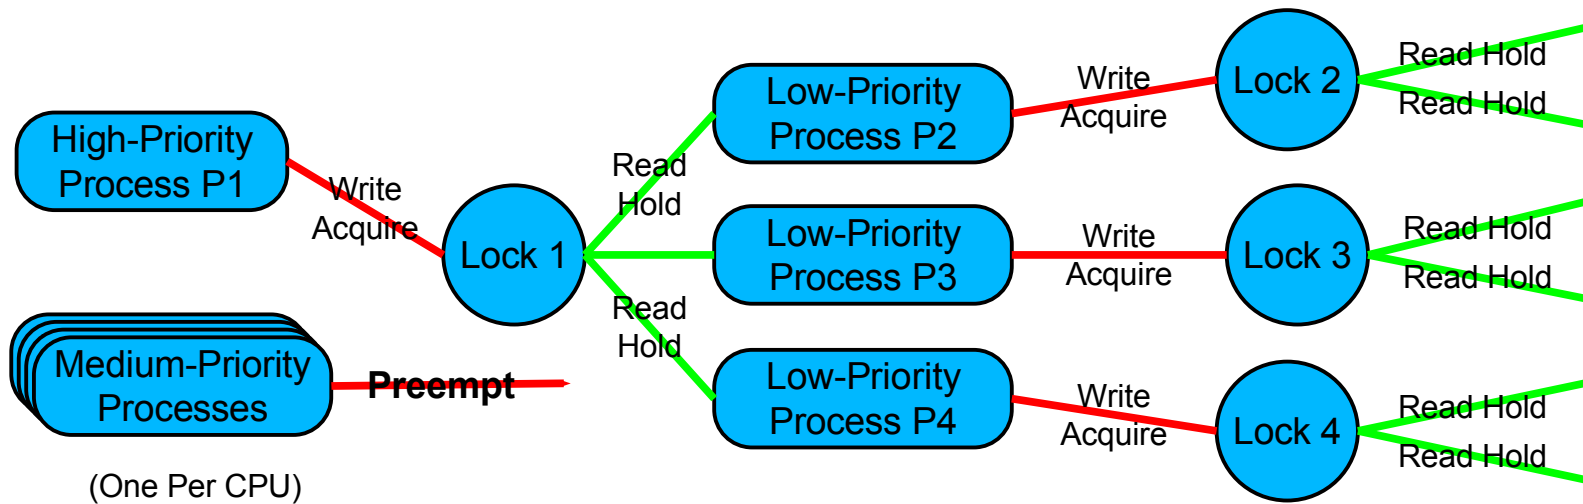 High-Priority
Process P1
Write
Acquire
Lock 1
Read
Hold
Read
Hold
Low-Priority
Process P2
Write
Acquire
Lock 2
Read Hold
Read Hold
Low-Priority
Process P3
Write
Acquire
Lock 3
Read Hold
Read Hold
Low-Priority
Process P4
Write
Acquire
Lock 4
Read Hold
Read Hold
Medium-Priority
Processes
Preempt
(One Per CPU)